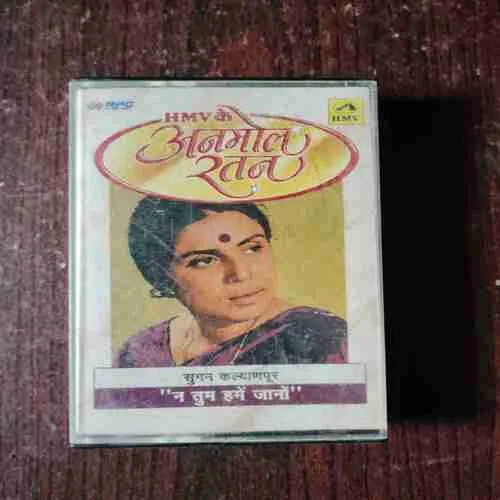 HMV के
HMV
अनमोल
रतन
सुमन कल्याणपूर
"न तुम हमें जानों"